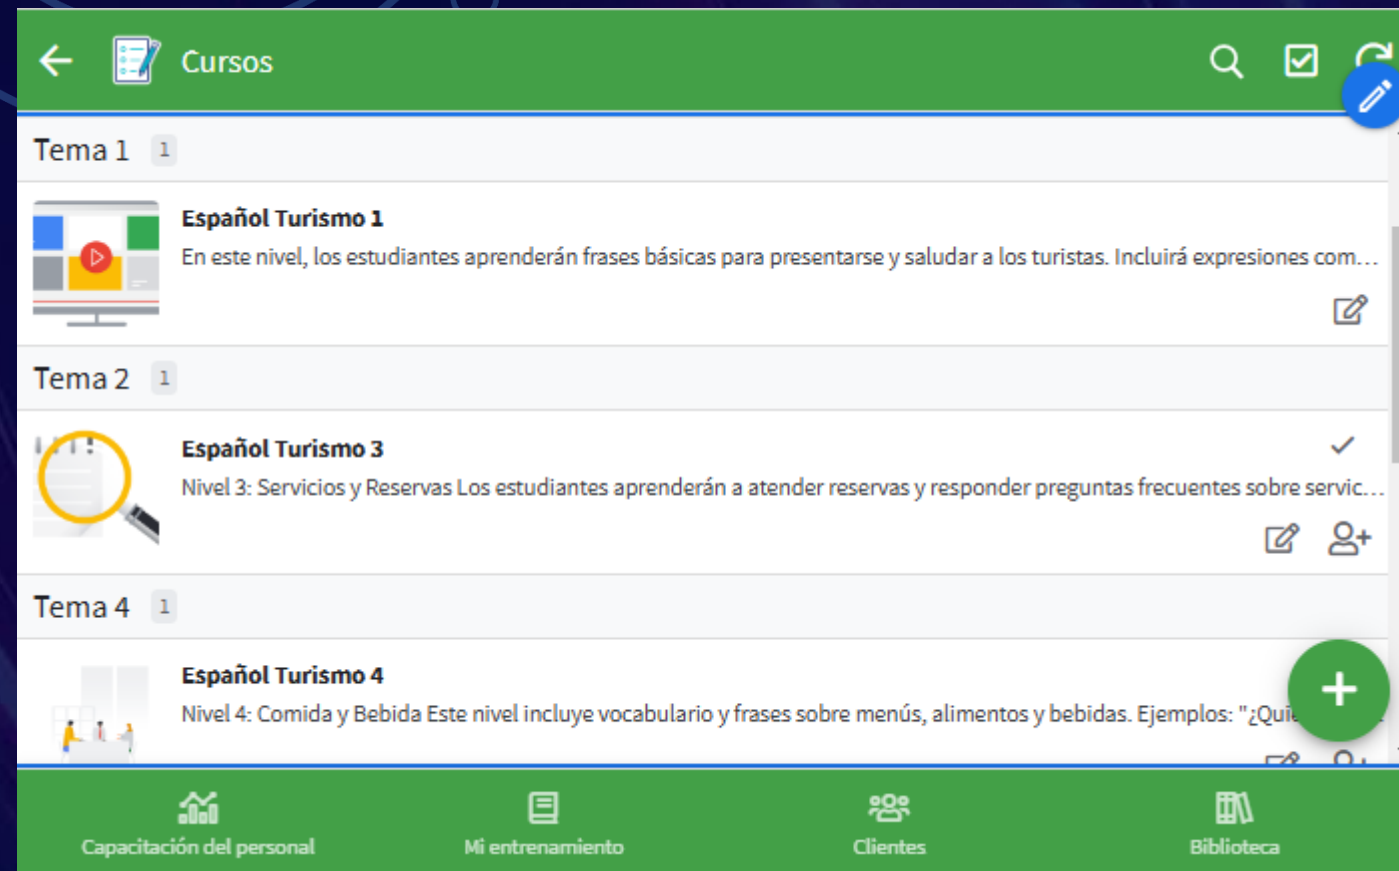 Cursos
Tema 1 1
Español Turismo 1
En este nivel, los estudiantes aprenderán frases básicas para presentarse y saludar a los turistas. Incluirá expresiones com...
Tema 2 1
Español Turismo 3
Nivel 3: Servicios y Reservas Los estudiantes aprenderán a atender reservas y responder preguntas frecuentes sobre servic...
Tema 4 1
Español Turismo 4
Nivel 4: Comida y Bebida Este nivel incluye vocabulario y frases sobre menús, alimentos y bebidas. Ejemplos: "¿Qui
Capacitación del personal
Mi entrenamiento
Clientes
Biblioteca